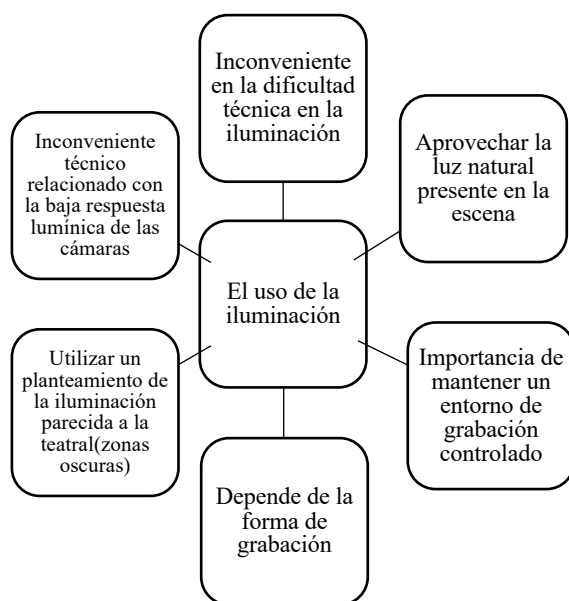 Inconveniente
en la dificultad
técnica en la
iluminación
Aprovechar la
luz natural
presente en la
escena
Importancia de
mantener un
entorno de
grabación
controlado
Depende de la
forma de
grabación
Utilizar un
planteamiento de
la iluminación
parecida a la
teatral(zonas
oscuras)
Inconveniente
técnico
relacionado con
la baja respuesta
lumínica de las
cámaras
El uso de la
iluminación